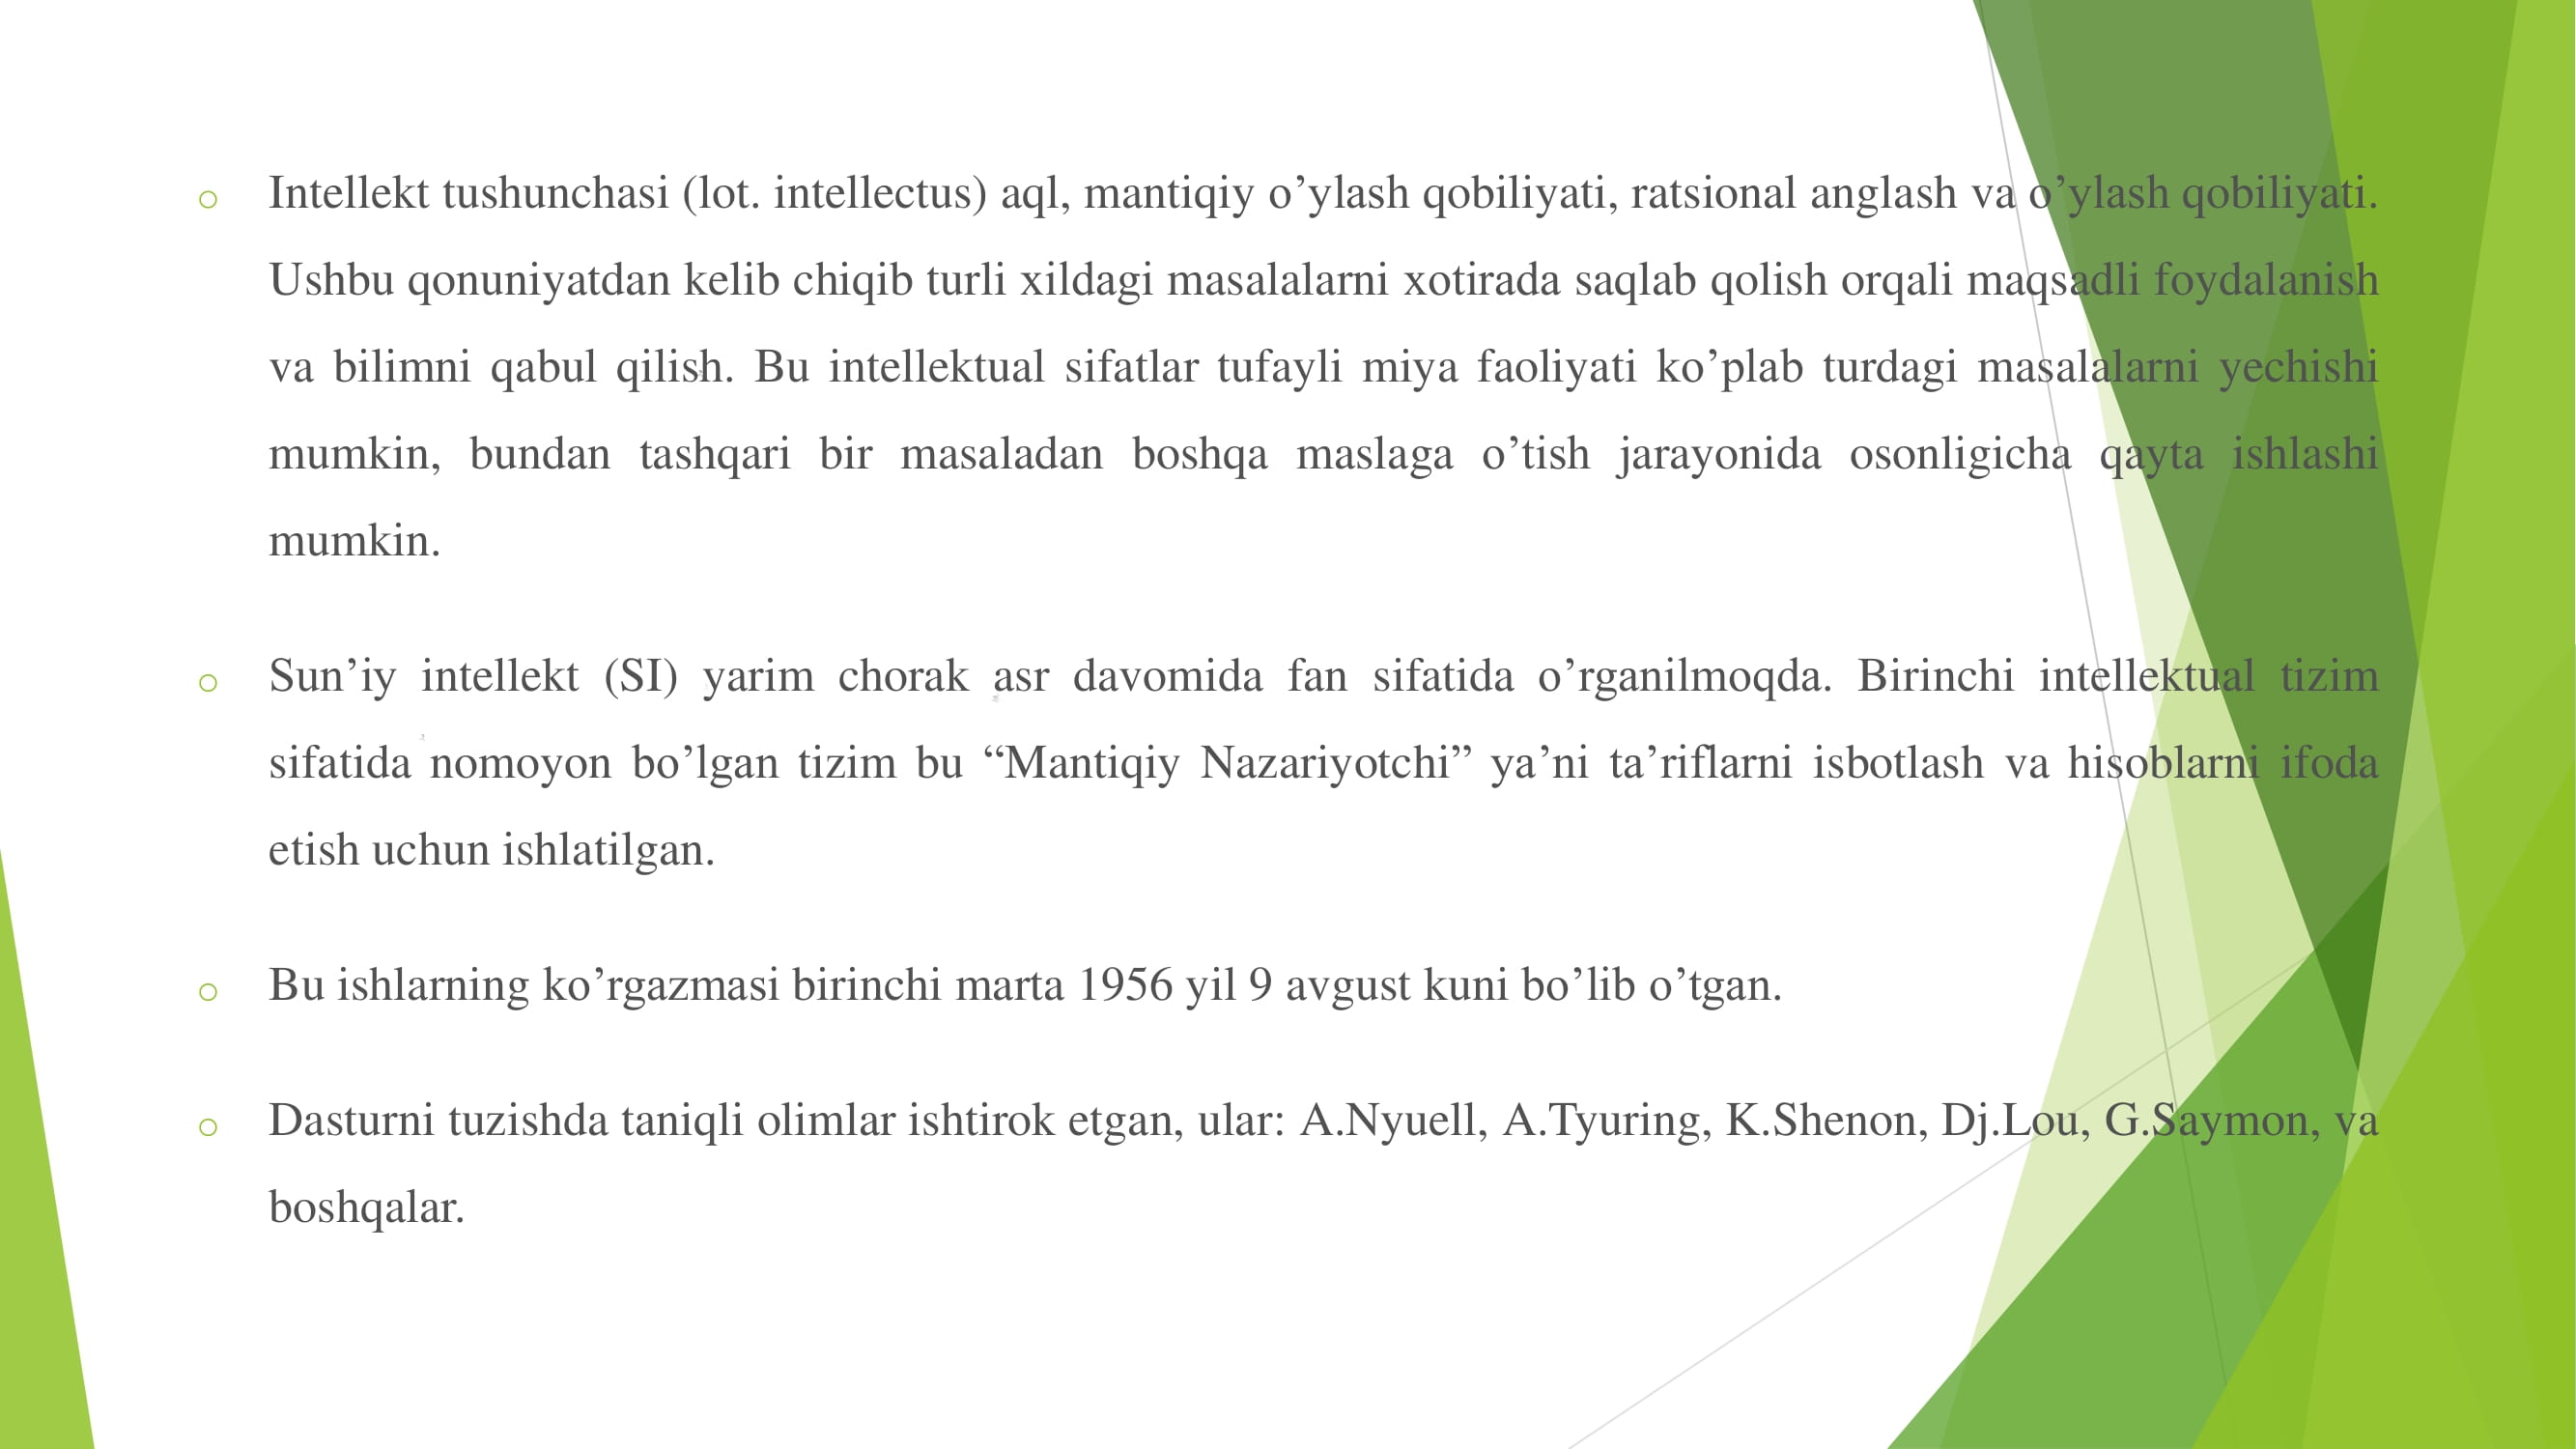 Intellekt tushunchasi (lot. intellectus) aql, mantiqiy o’ylash qobiliyati, ratsional anglash va o’ylash qobiliyati.
Ushbu qonuniyatdan kelib chiqib turli xildagi masalalarni xotirada saqlab qolish orqali maqsadli foydalanish
va bilimni qabul qilish. Bu intellektual sifatlar tufayli miya faoliyati ko’plab turdagi masalalarni yechishi
mumkin, bundan tashqari bir masaladan boshqa maslaga o’tish jarayonida osonligicha qayta ishlashi
mumkin.
Sun’iy intellekt (SI) yarim chorak asr davomida fan sifatida o’rganilmoqda. Birinchi intellektual tizim
sifatida nomoyon bo’lgan tizim bu “Mantiqiy Nazariyotchi” ya’ni ta’riflarni isbotlash va hisoblarni ifoda
etish uchun ishlatilgan.
Bu ishlarning ko’rgazmasi birinchi marta 1956 yil 9 avgust kuni bo’lib o’tgan.
Dasturni tuzishda taniqli olimlar ishtirok etgan, ular: A.Nyuell, A.Tyuring, K.Shenon, Dj.Lou, G.Saymon, va
boshqalar.